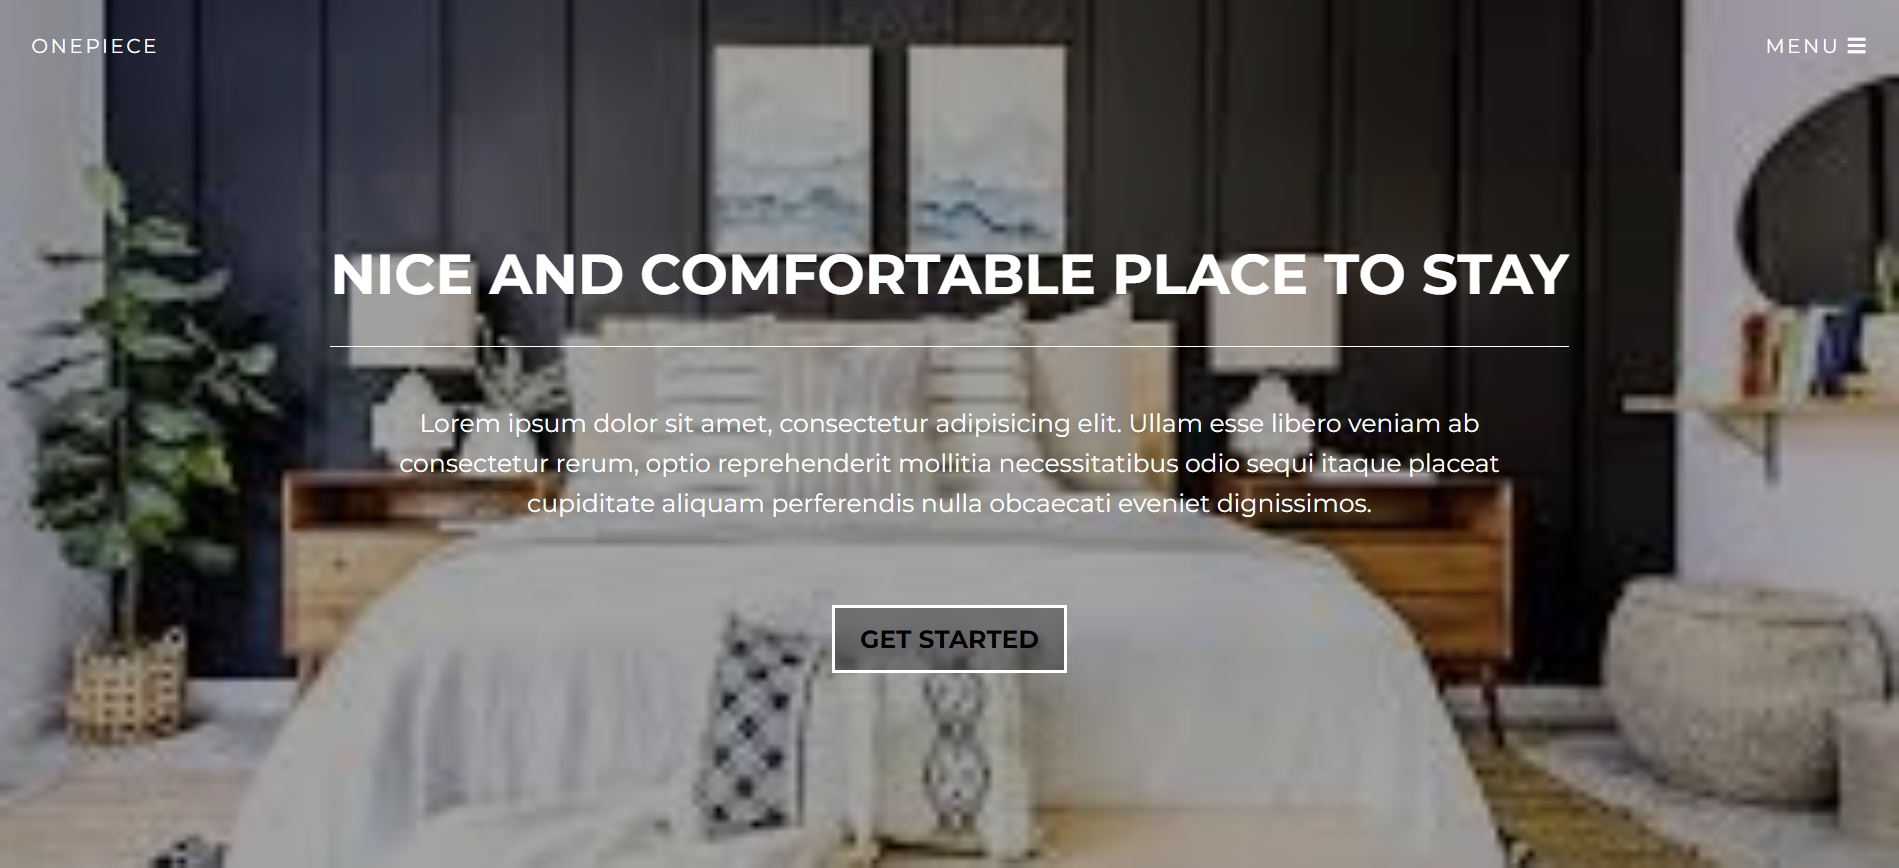 ONEPIECE
MENU
NICE AND COMFORTABLE PLACE TO STAY
Lorem ipsum dolor sit amet, consectetur adipisicing elit. Ullam esse libero veniam ab
consectetur rerum, optio reprehenderit mollitia necessitatibus odio sequi itaque placeat
cupiditate aliquam perferendis nulla obcaecati eveniet dignissimos.
GET STARTED